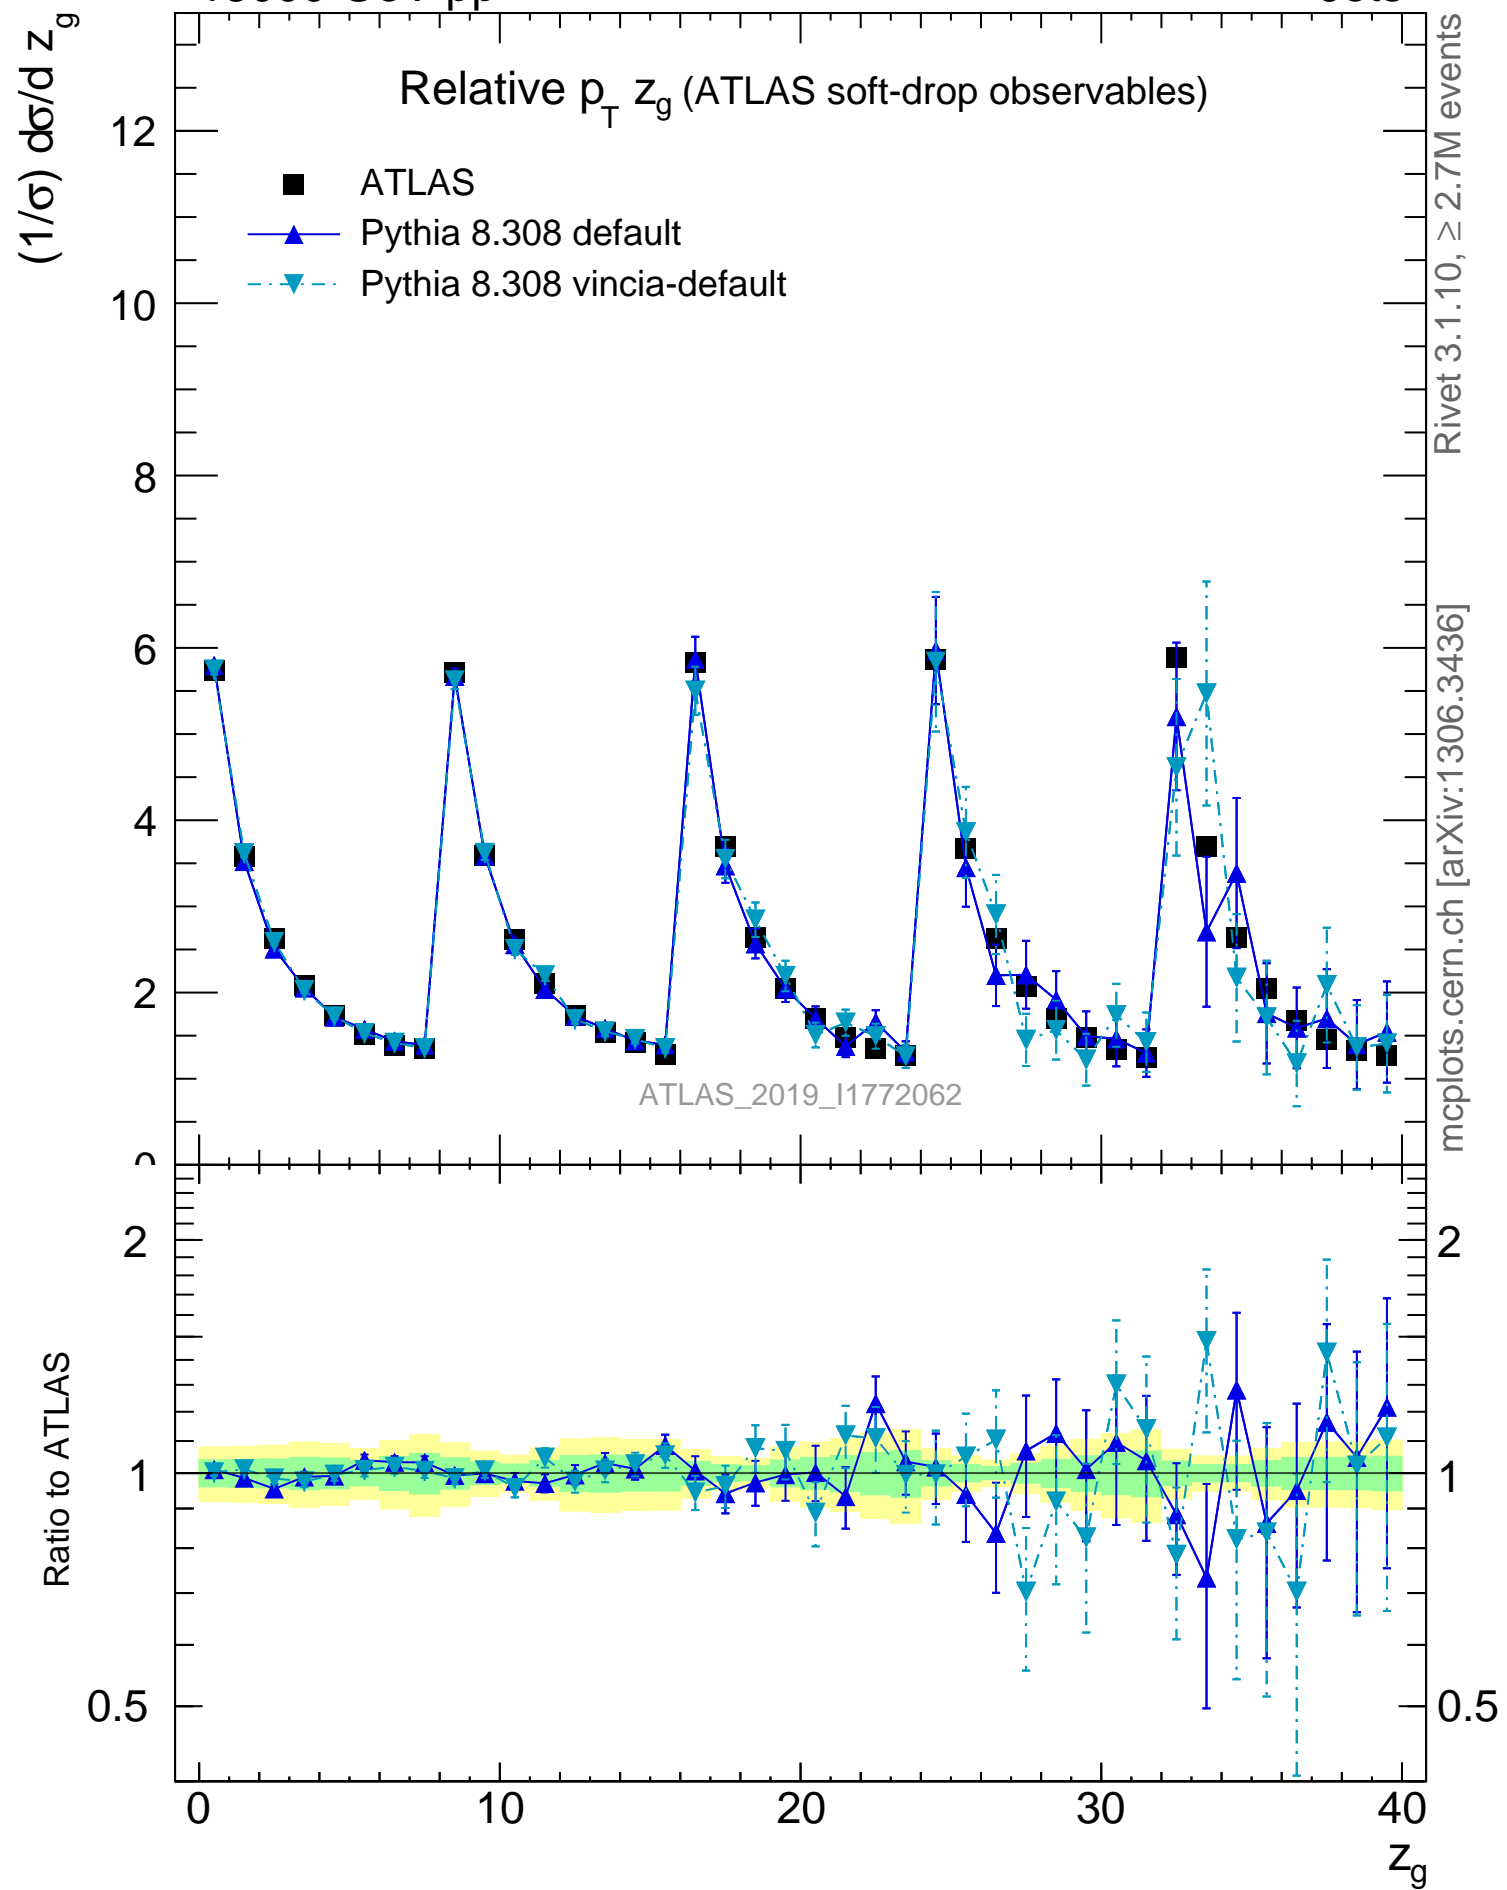 (1/σ) dσ/d z_g
Relative p_T z_g (ATLAS soft-drop observables)
ATLAS
Pythia 8.308 default
Pythia 8.308 vincia-default
12
10
8
6
4
2
0
ATLAS_2019_I1772062
Rivet 3.1.10, ≥ 2.7M events
mcplots.cern.ch [arXiv:1306.3436]
Ratio to ATLAS
2
1
0.5
2
1
0.5
0
10
20
30
40
z_g